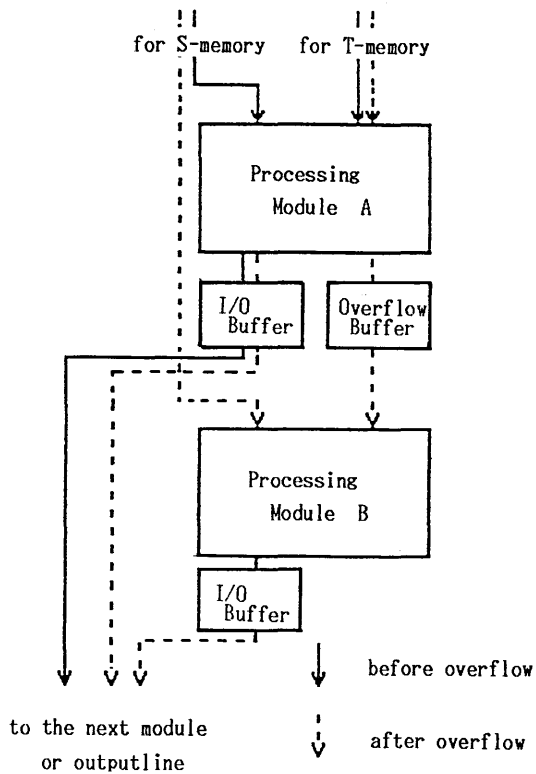 for S-memory for T-memory
Processing
Module A
I/O
Buffer
Overflow
Buffer
Processing
Module B
I/O
Buffer
before overflow
to the next module
or outputline
after overflow